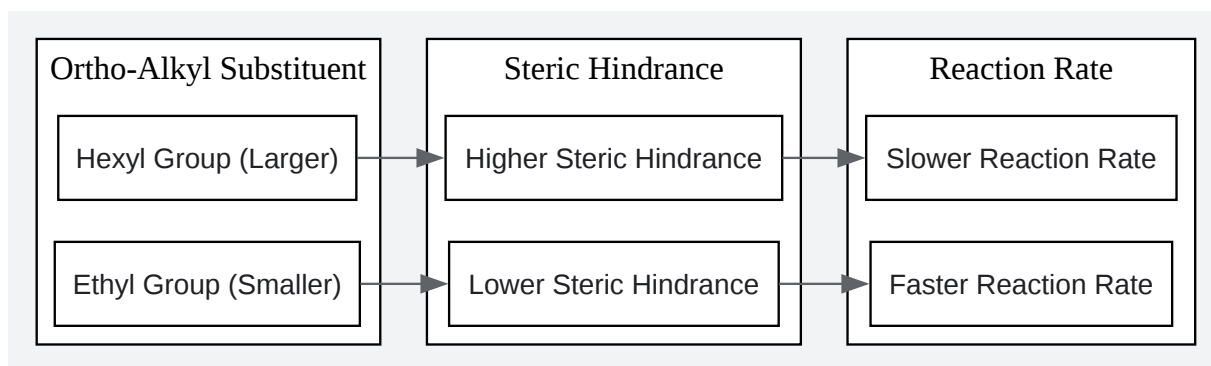 Ortho-Alkyl Substituent
Hexyl Group (Larger)
Ethyl Group (Smaller)
Steric Hindrance
Higher Steric Hindrance
Lower Steric Hindrance
Reaction Rate
Slower Reaction Rate
Faster Reaction Rate